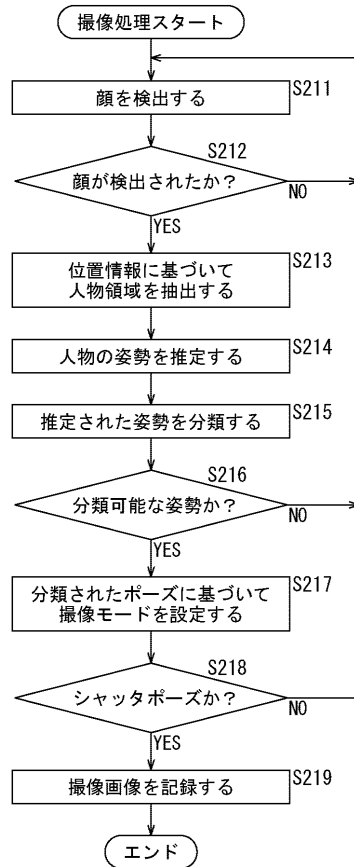 撮像処理スタート
顔を検出する
S211
S212
顔が検出されたか？
NO
YES
位置情報に基づいて
人物領域を抽出する
S213
人物の姿勢を推定する
S214
推定された姿勢を分類する
S215
S216
分類可能な姿勢か？
NO
YES
分類されたポーズに基づいて
撮像モードを設定する
S217
S218
シャッタポーズか？
NO
YES
撮像画像を記録する
S219
エンド